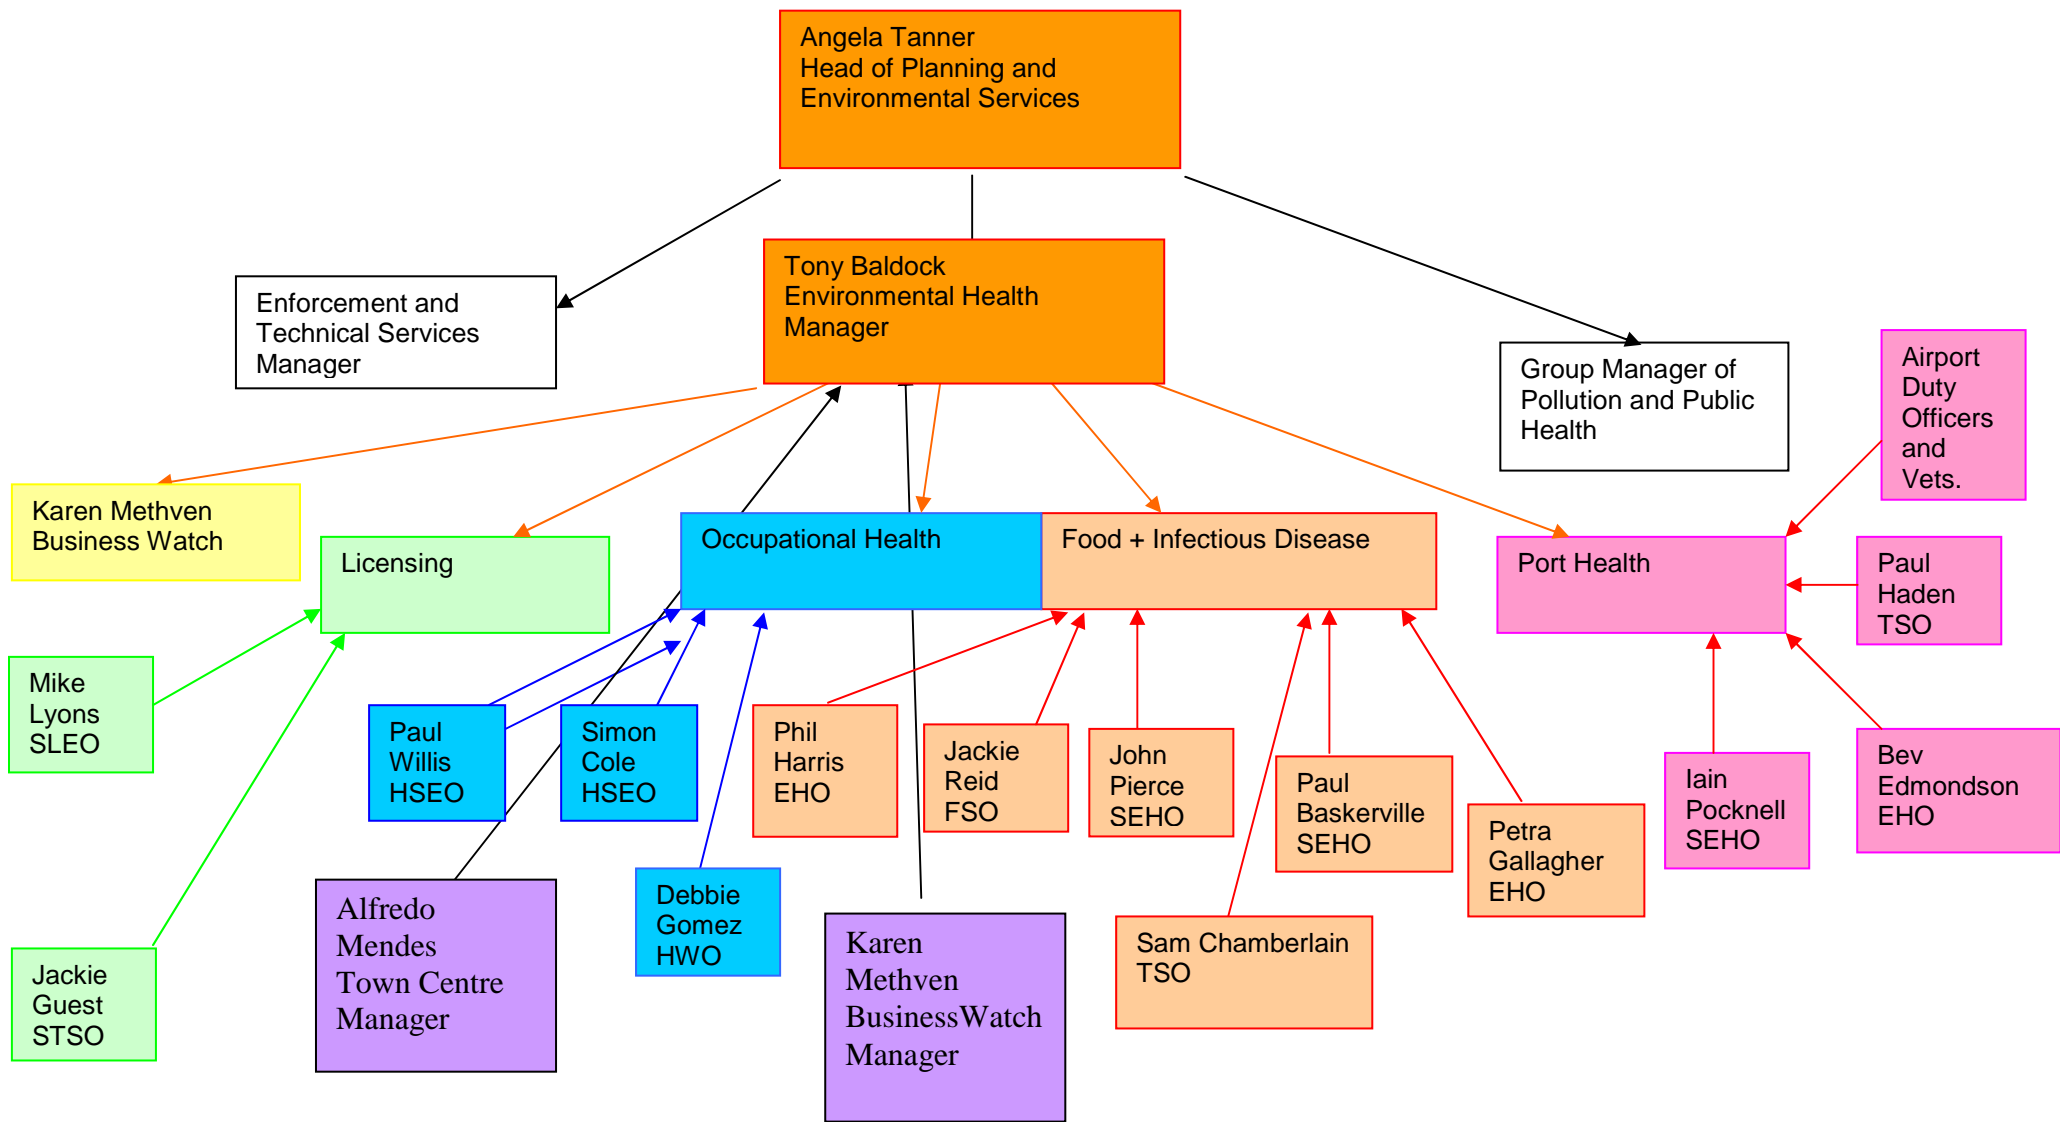 Angela Tanner
Head of Planning and
Environmental Services
Tony Baldock
Environmental Health
Manager
Enforcement and
Technical Services
Manager
Group Manager of
Pollution and Public
Health
Airport
Duty
Officers
and
Vets.
Karen Methven
Business Watch
Licensing
Occupational Health
Food + Infectious Disease
Port Health
Paul
Haden
TSO
Mike
Lyons
SLEO
Paul
Willis
HSEO
Simon
Cole
HSEO
Phil
Harris
EHO
Jackie
Reid
FSO
John
Pierce
SEHO
Paul
Baskerville
SEHO
Petra
Gallagher
EHO
Iain
Pocknell
SEHO
Bev
Edmondson
EHO
Jackie
Guest
STSO
Alfredo
Mendes
Town Centre
Manager
Debbie
Gomez
HWO
Karen
Methven
BusinessWatch
Manager
Sam Chamberlain
TSO